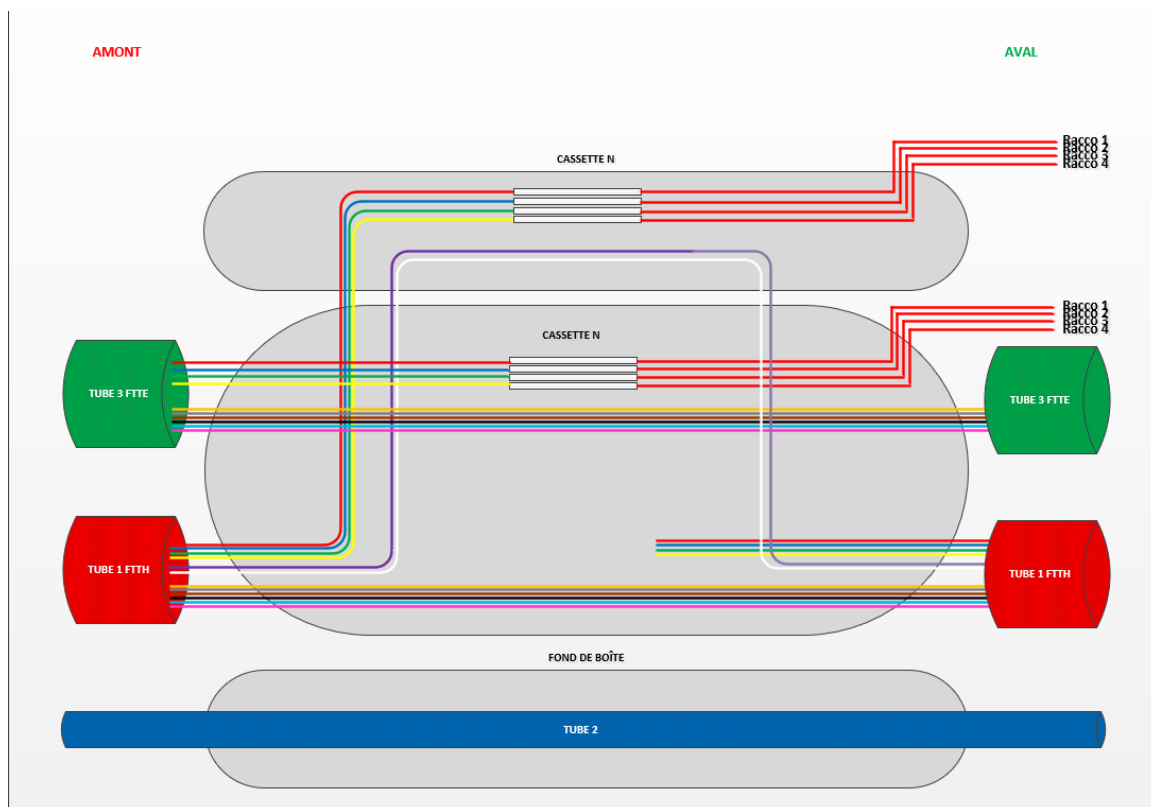 AMONT
AVAL
Racco 1
Racco 2
Racco 3
Racco 4
CASSETTE N
Racco 1
Racco 2
Racco 3
Racco 4
CASSETTE N
TUBE 3 FTTE
TUBE 3 FTTE
TUBE 1 FTTH
TUBE 1 FTTH
FOND DE BOÎTE
TUBE 2